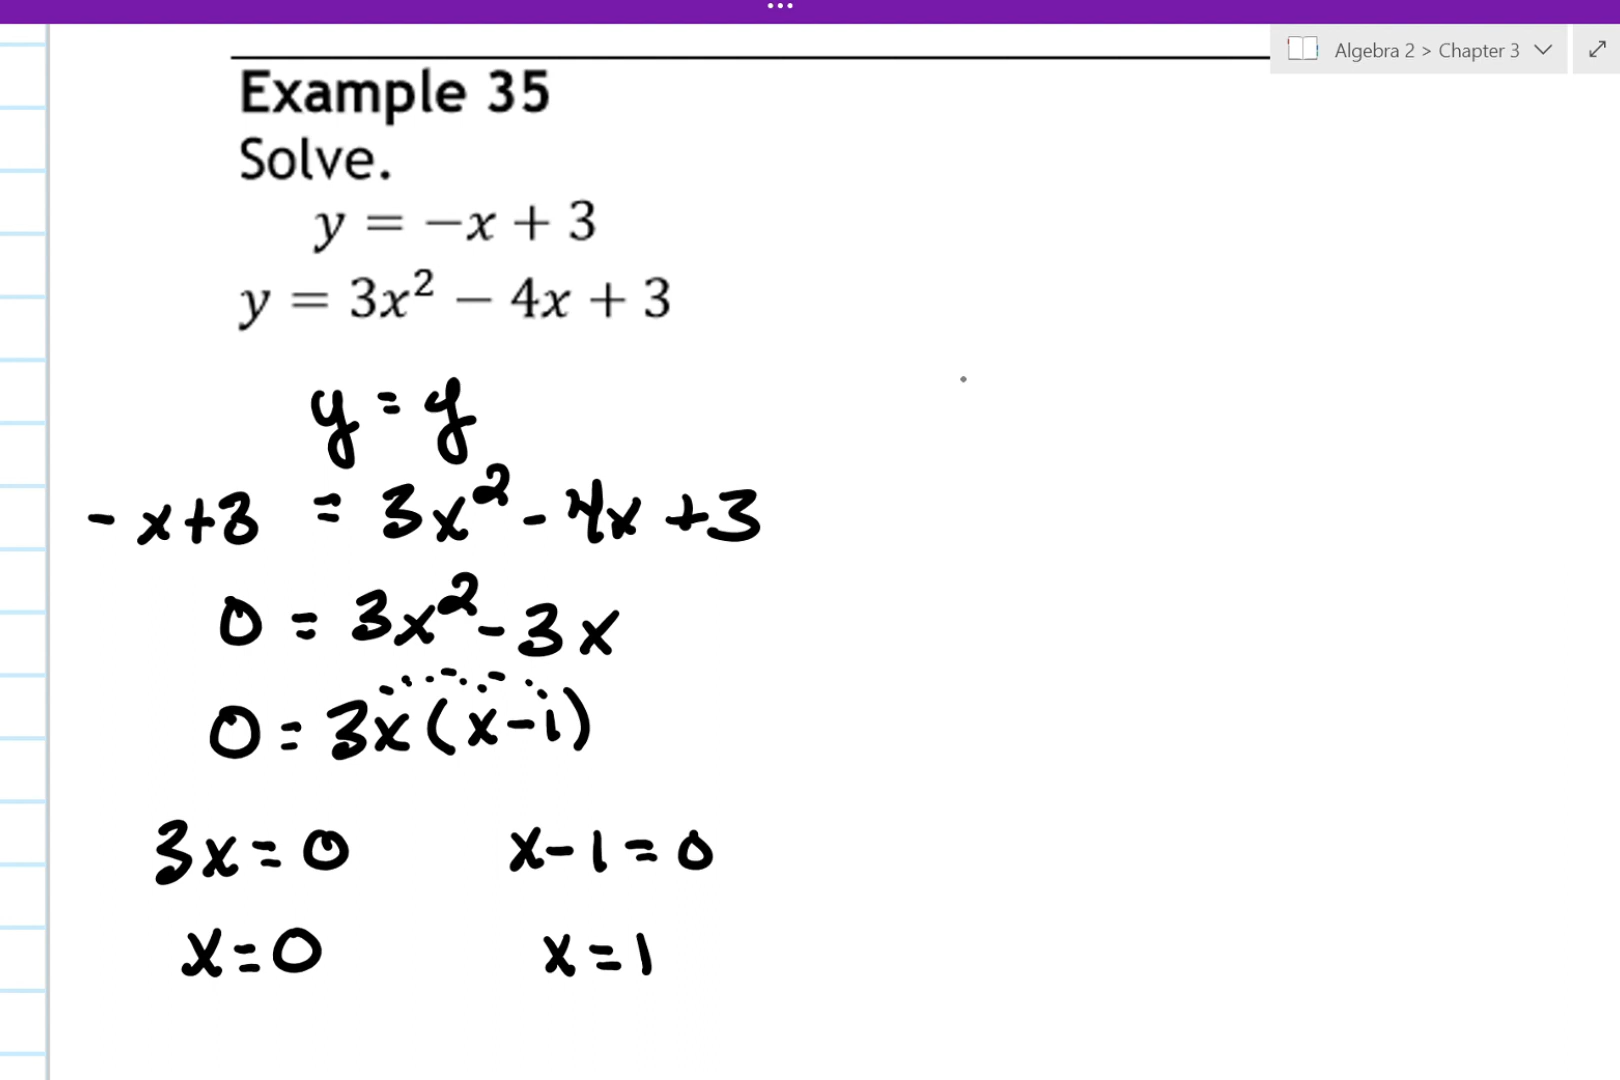 Algebra 2 > Chapter 3
Example 35
Solve.
y = −x + 3
y = 3x² − 4x + 3
y = y
-x+3 = 3x² - 4x +3
0 = 3x² - 3x
0 = 3x(x-1)
3x=0 x-1=0
x=0 x=1